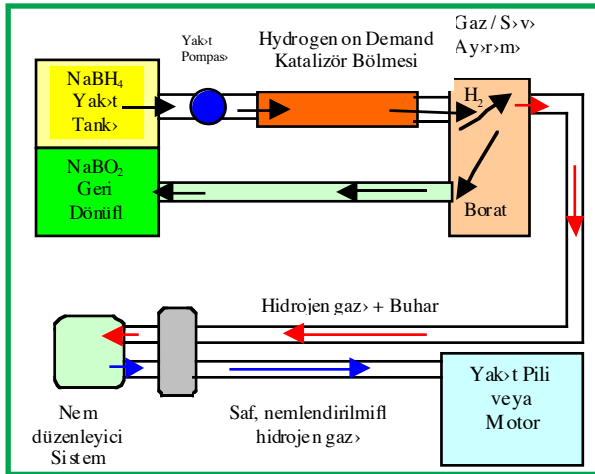 Yak›t
Pompas›
Hydrogen on Demand
Katalizör Bölmesi
Gaz / S›v›
Ay›r›m›
NaBH4
Yak›t
Tank›
H2
NaBO2
Geri
Dönüfl
Borat
Hidrojen gaz› + Buhar
Nem
düzenleyici
Sistem
Saf, nemlendirilmifl
hidrojen gaz›
Yak›t Pili
veya
Motor